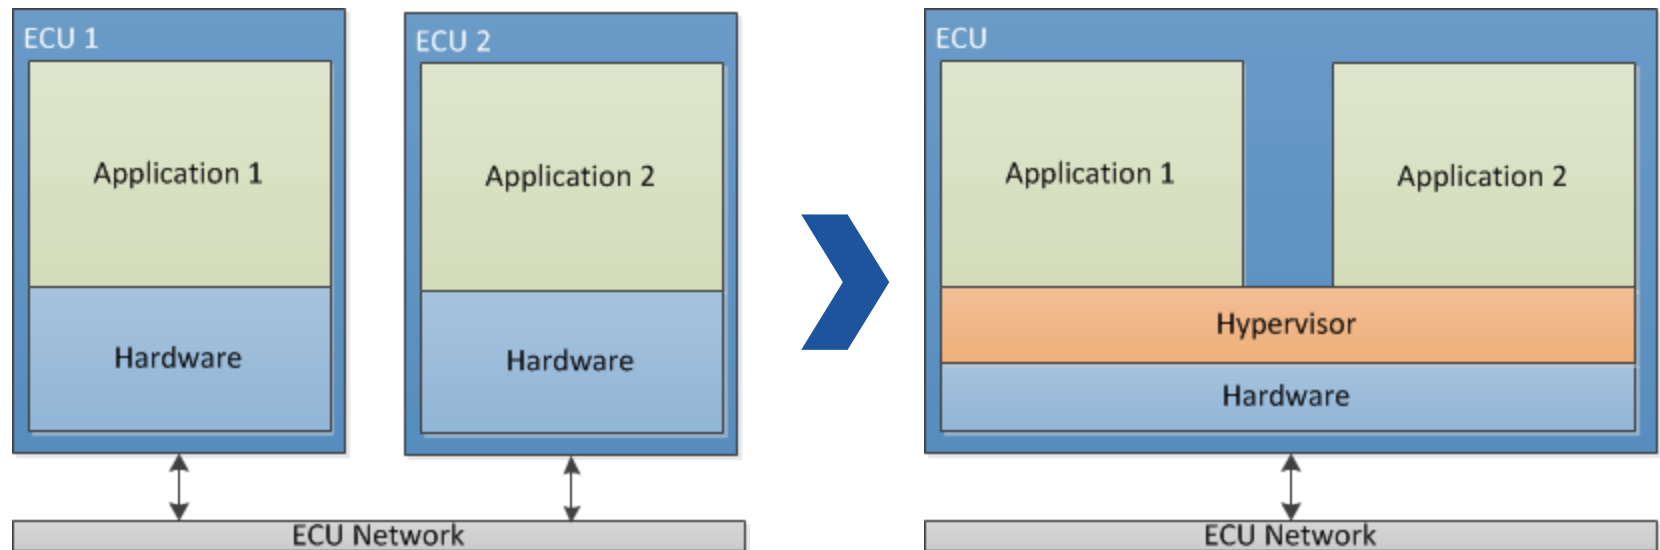 ECU 1
Application 1
Hardware
ECU 2
Application 2
Hardware
ECU Network
ECU
Application 1
Application 2
Hypervisor
Hardware
ECU Network